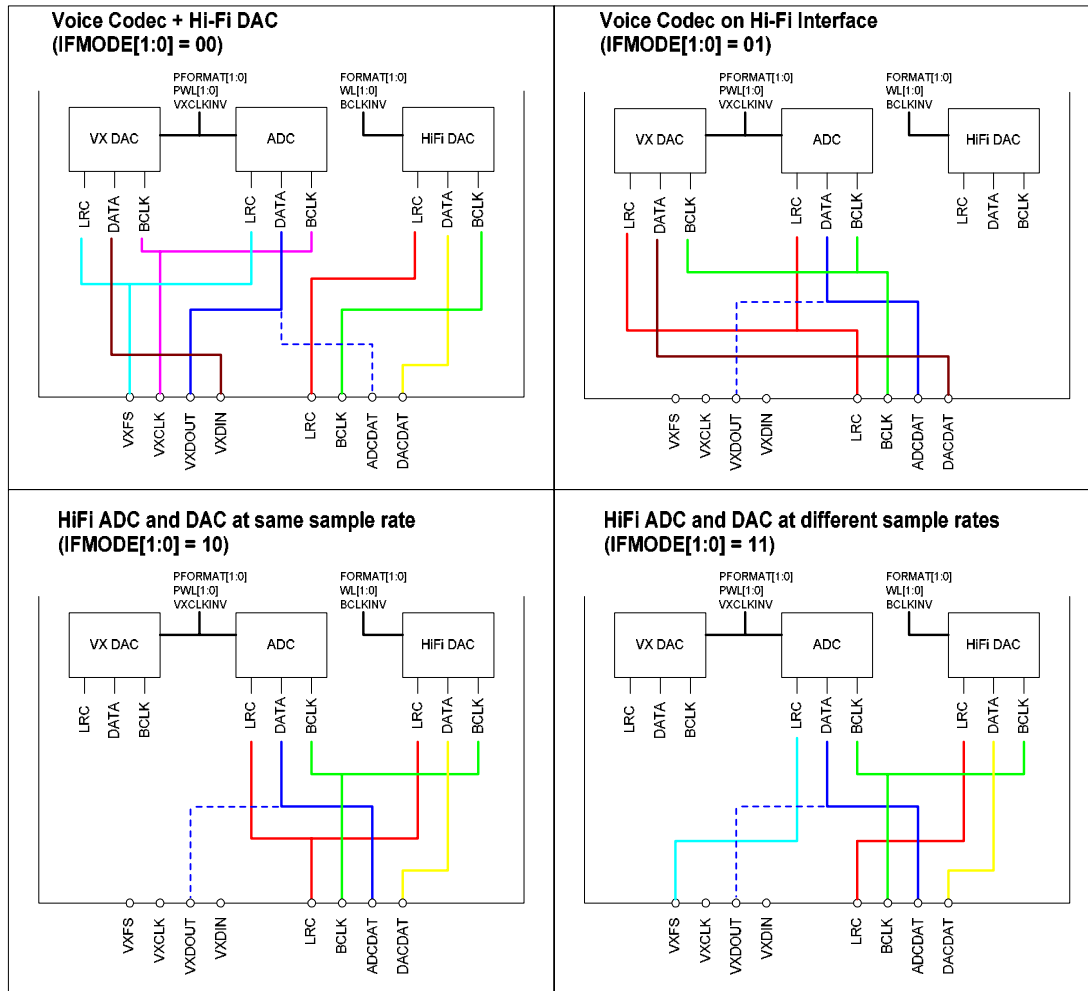 Voice Codec + Hi-Fi DAC
(IFMODE[1:0] = 00)
PFORMAT[1:0]
PWL[1:0]
VXCLKINV
FORMAT[1:0]
WL[1:0]
BCLKINV
VX DAC
ADC
HiFi DAC
LRC
DATA
BCLK
LRC
DATA
BCLK
LRC
DATA
BCLK
VXFS
VXCLK
VXDOUT
VXDIN
LRC
BCLK
ADCDAT
DACDAT
Voice Codec on Hi-Fi Interface
(IFMODE[1:0] = 01)
PFORMAT[1:0]
PWL[1:0]
VXCLKINV
FORMAT[1:0]
WL[1:0]
BCLKINV
VX DAC
ADC
HiFi DAC
LRC
DATA
BCLK
LRC
DATA
BCLK
LRC
DATA
BCLK
VXFS
VXCLK
VXDOUT
VXDIN
LRC
BCLK
ADCDAT
DACDAT
HiFi ADC and DAC at same sample rate
(IFMODE[1:0] = 10)
PFORMAT[1:0]
PWL[1:0]
VXCLKINV
FORMAT[1:0]
WL[1:0]
BCLKINV
VX DAC
ADC
HiFi DAC
LRC
DATA
BCLK
LRC
DATA
BCLK
LRC
DATA
BCLK
VXFS
VXCLK
VXDOUT
VXDIN
LRC
BCLK
ADCDAT
DACDAT
HiFi ADC and DAC at different sample rates
(IFMODE[1:0] = 11)
PFORMAT[1:0]
PWL[1:0]
VXCLKINV
FORMAT[1:0]
WL[1:0]
BCLKINV
VX DAC
ADC
HiFi DAC
LRC
DATA
BCLK
LRC
DATA
BCLK
LRC
DATA
BCLK
VXFS
VXCLK
VXDOUT
VXDIN
LRC
BCLK
ADCDAT
DACDAT